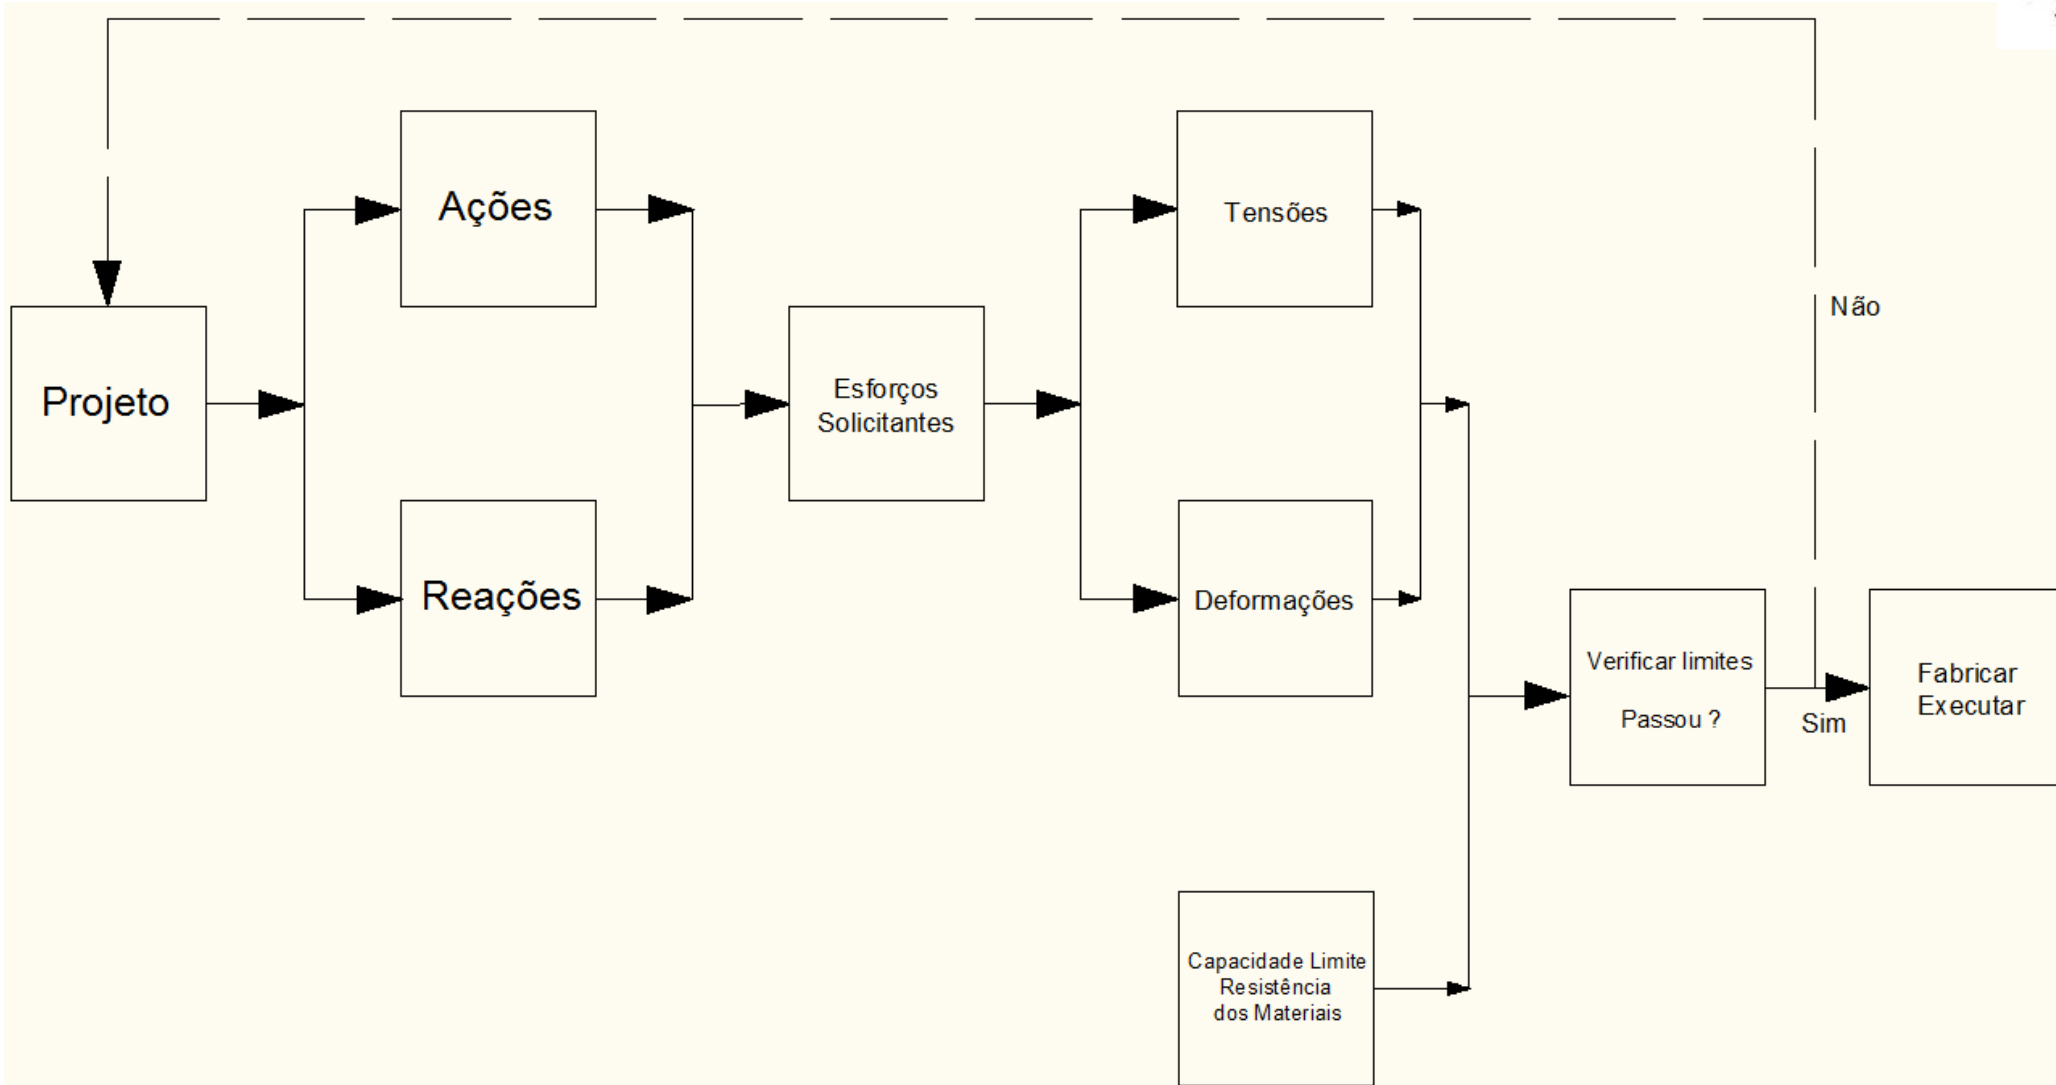 Projeto
Ações
Reações
Esforços
Solicitantes
Tensões
Deformações
Capacidade Limite
Resistência
dos Materiais
Verificar limites
Passou ?
Não
Sim
Fabricar
Executar